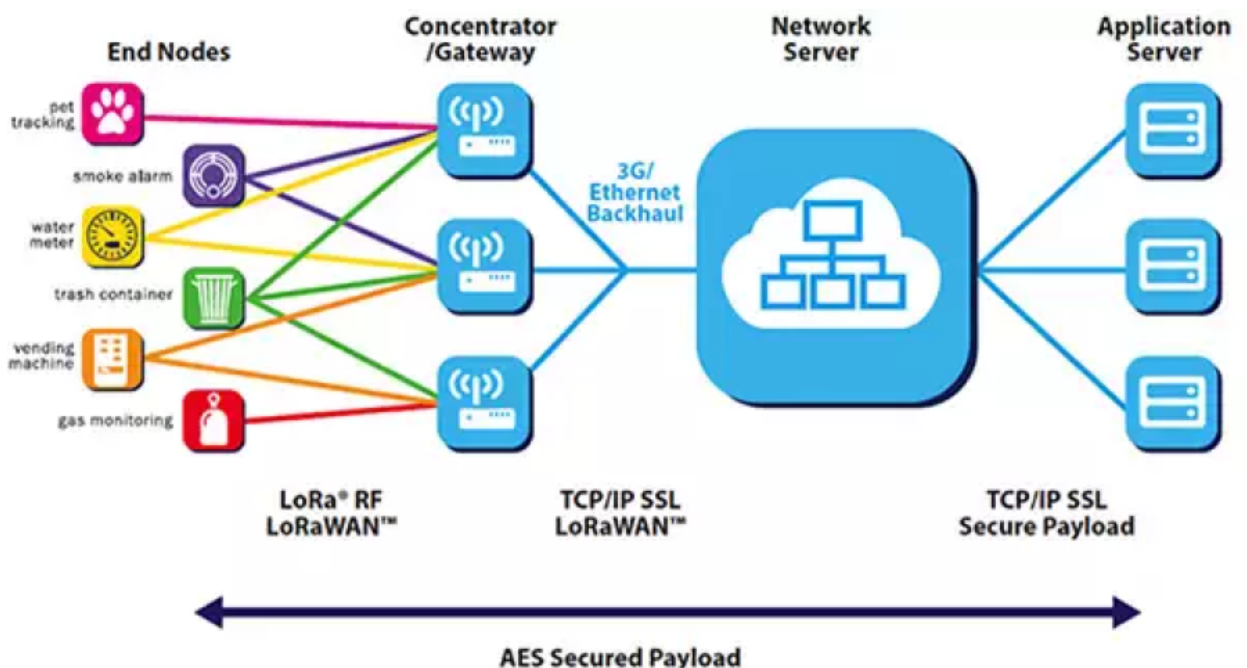 End Nodes
Concentrator
/Gateway
Network
Server
Application
Server
pet
tracking
smoke alarm
water
meter
trash container
vending
machine
gas monitoring
3G/
Ethernet
Backhaul
LoRa® RF
LoRaWAN™
TCP/IP SSL
LoRaWAN™
TCP/IP SSL
Secure Payload
AES Secured Payload